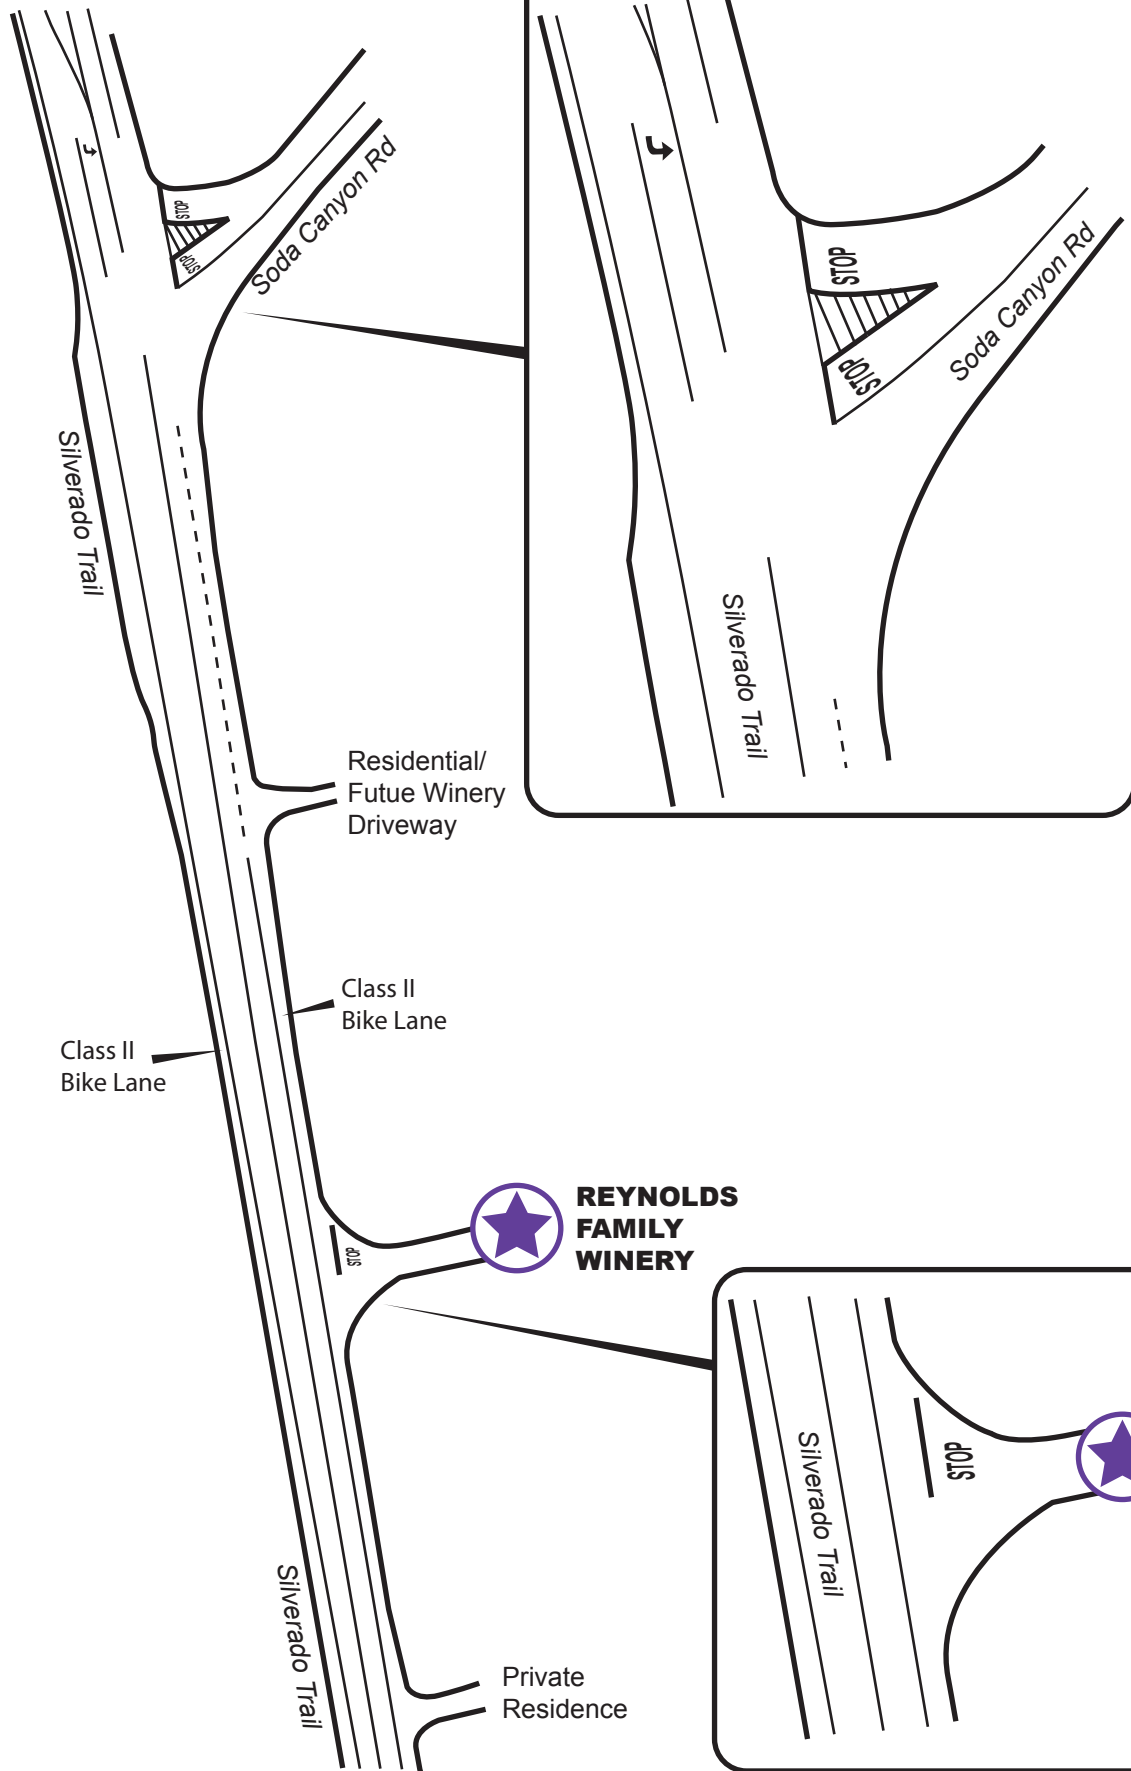 STOP
STOP
Soda Canyon Rd
Silverado Trail
STOP
STOP
Soda Canyon Rd
Silverado Trail
Residential/
Futue Winery
Driveway
Class II
Bike Lane
Class II
Bike Lane
REYNOLDS
FAMILY
WINERY
STOP
Silverado Trail
STOP
Silverado Trail
Private
Residence